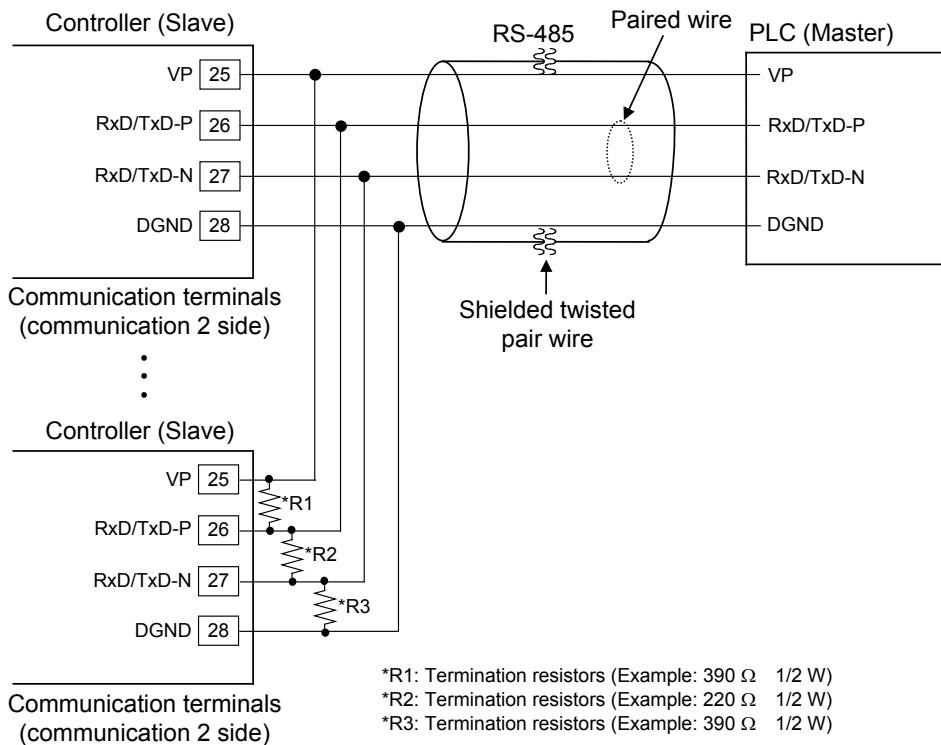 Controller (Slave)
VP 25
RxD/TxD-P 26
RxD/TxD-N 27
DGND 28
Communication terminals
(communication 2 side)
RS-485
Paired wire
Shielded twisted
pair wire
PLC (Master)
VP
RxD/TxD-P
RxD/TxD-N
DGND
Controller (Slave)
VP 25
RxD/TxD-P 26
RxD/TxD-N 27
DGND 28
*R1
*R2
*R3
Communication terminals
(communication 2 side)
*R1: Termination resistors (Example: 390 Ω 1/2 W)
*R2: Termination resistors (Example: 220 Ω 1/2 W)
*R3: Termination resistors (Example: 390 Ω 1/2 W)